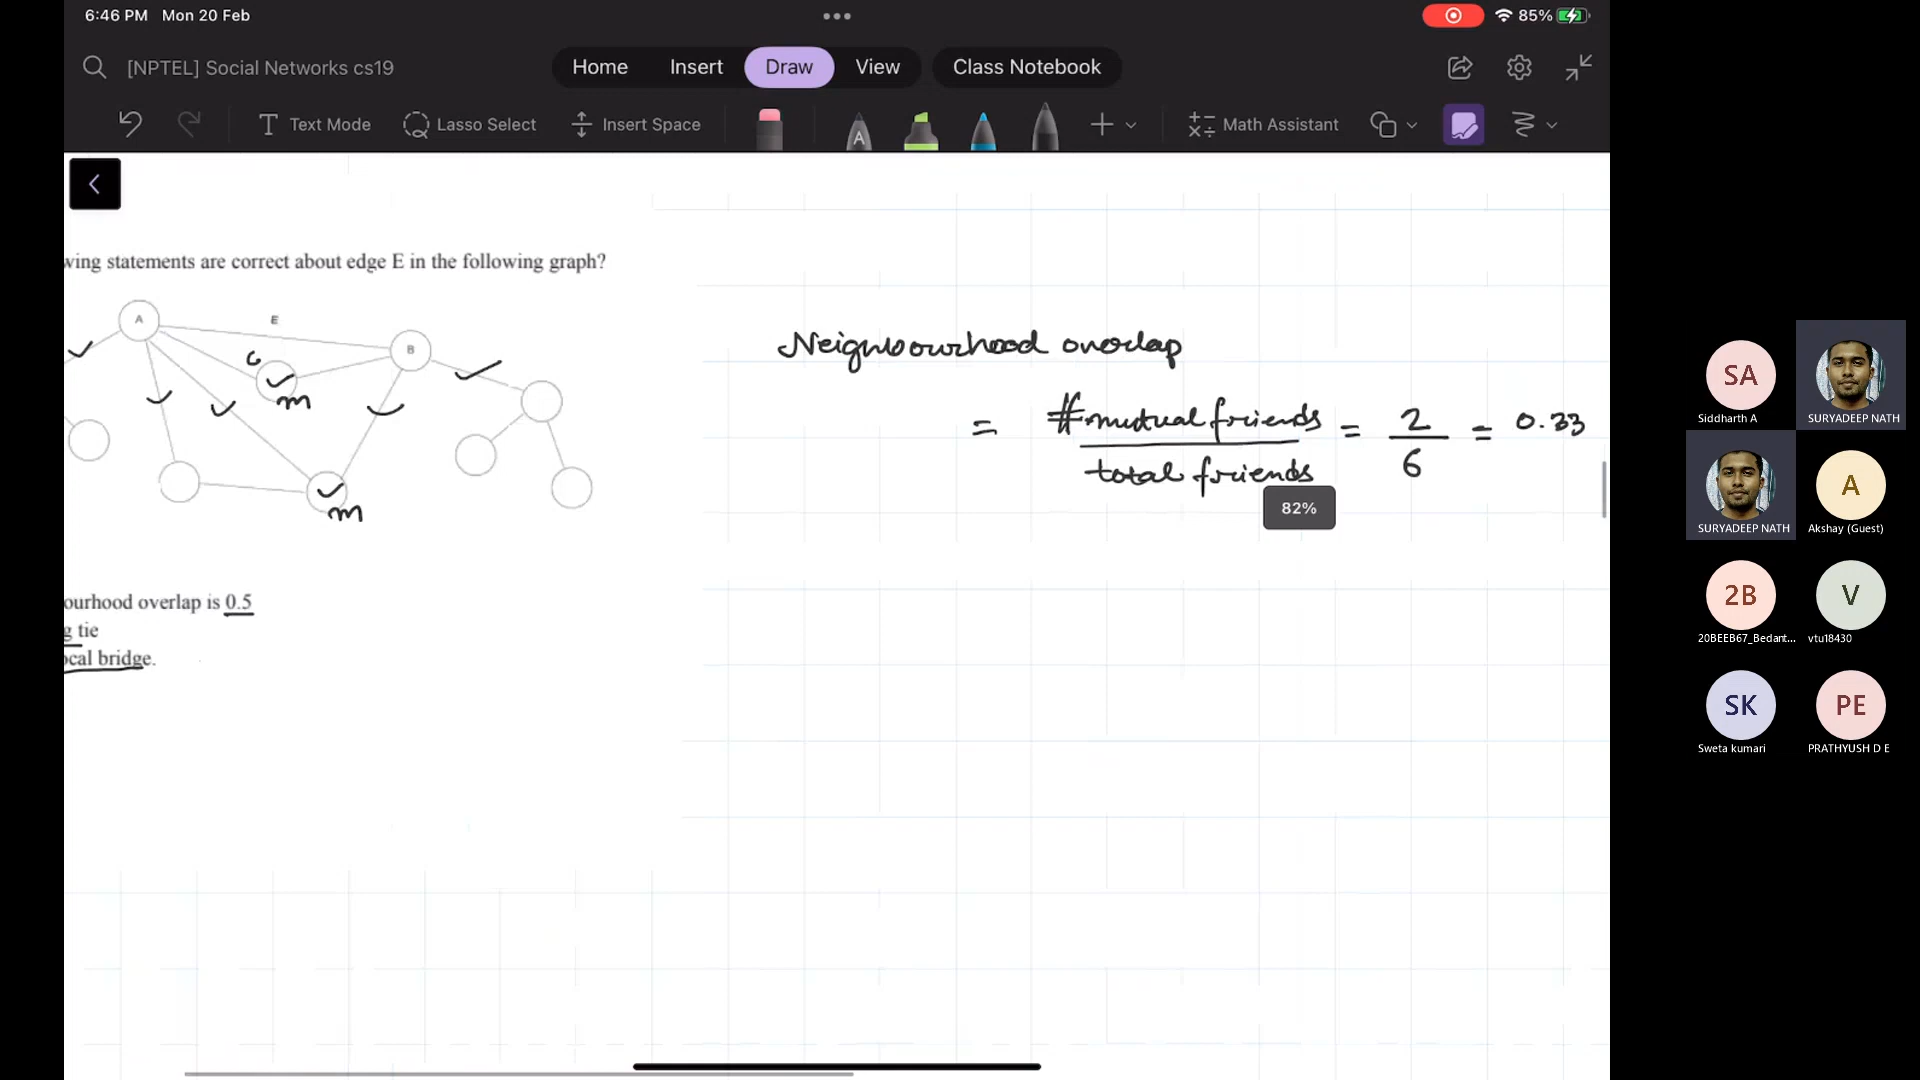 6:46 PM Mon 20 Feb
85%
[NPTEL] Social Networks cs19
Home Insert Draw View Class Notebook
Text Mode Lasso Select Insert Space
A
Math Assistant
wing statements are correct about edge E in the following graph?
A
E
B
m
m
ourhood overlap is 0.5
g tie
ocal bridge.
Neighbourhood overlap
= #mutual friends / total friends = 2/6 = 0.33
82%
SA
Siddharth A
SURYADEEP NATH
SURYADEEP NATH
A
Akshay (Guest)
2B
20BEEB67_Bedant...
V
vtu18430
SK
Sweta kumari
PE
PRATHYUSH D E